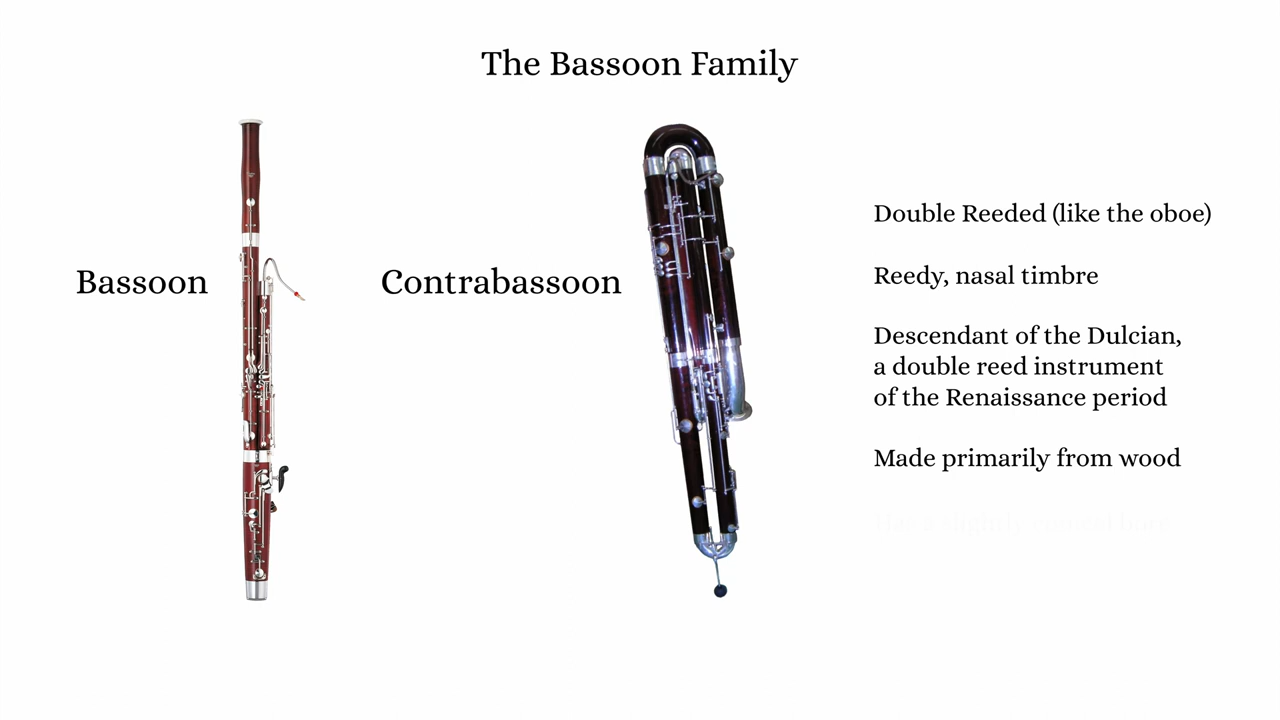 The Bassoon Family
Bassoon
Contrabassoon
Double Reeded (like the oboe)
Reedy, nasal timbre
Descendant of the Dulcian,
a double reed instrument
of the Renaissance period
Made primarily from wood